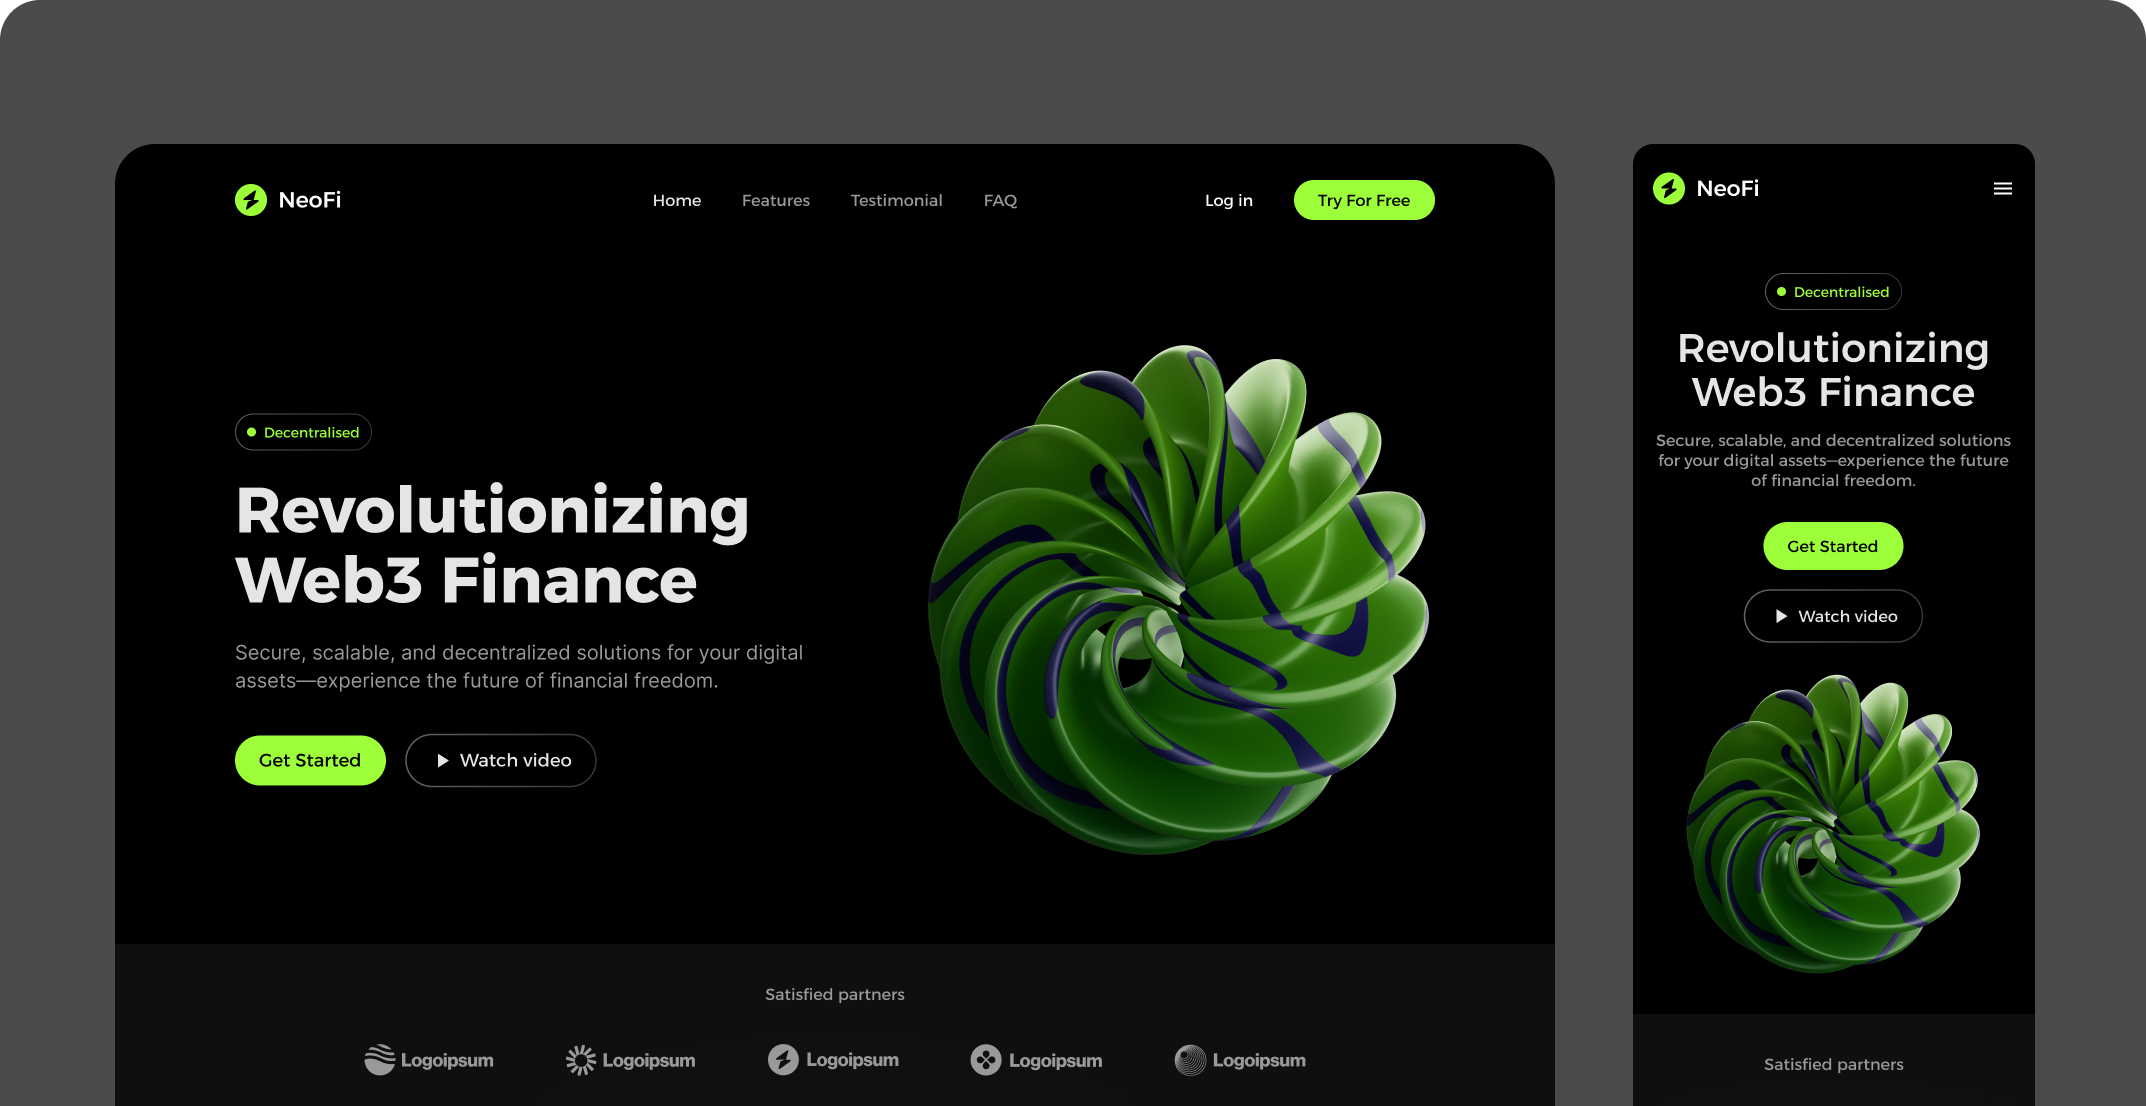 NeoFi
Home Features Testimonial FAQ
Log in
Try For Free
Decentralised
Revolutionizing
Web3 Finance
Secure, scalable, and decentralized solutions for your digital
assets—experience the future of financial freedom.
Get Started
Watch video
Satisfied partners
Logoipsum Logoipsum Logoipsum Logoipsum Logoipsum
NeoFi
Decentralised
Revolutionizing
Web3 Finance
Secure, scalable, and decentralized solutions
for your digital assets—experience the future
of financial freedom.
Get Started
Watch video
Satisfied partners